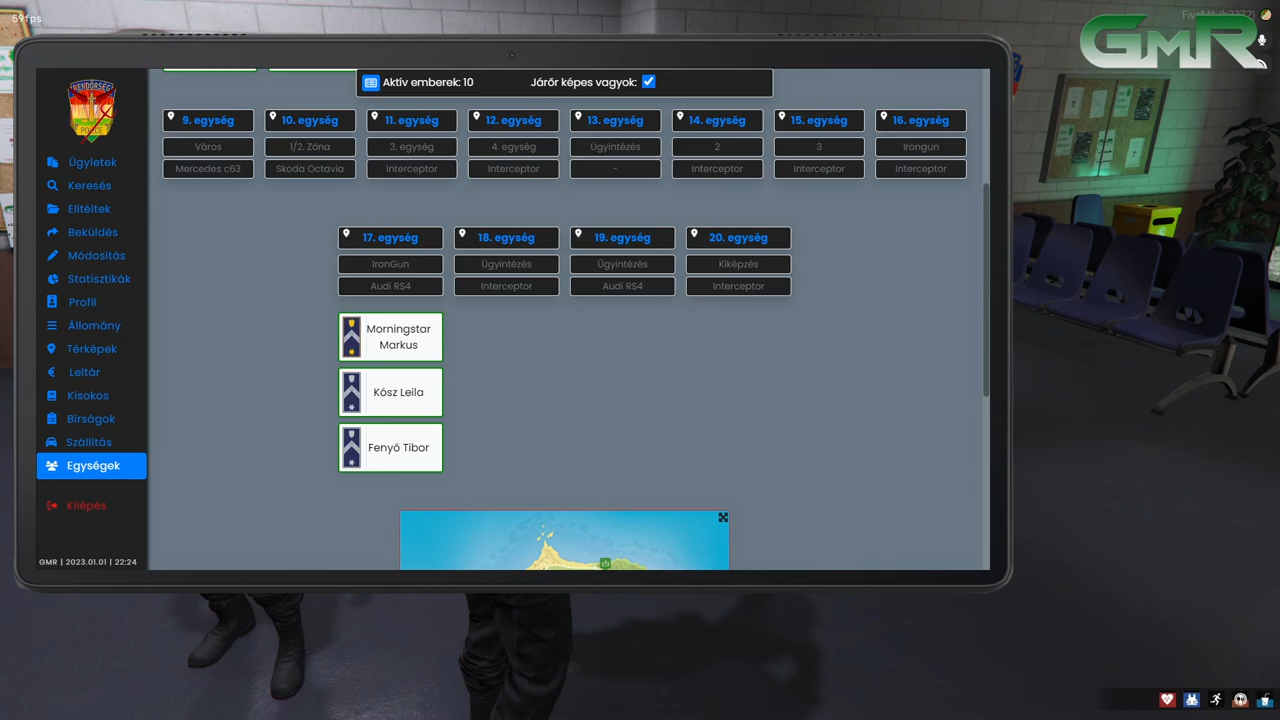 59fps
GMR
RENDŐRSÉG
POLICE
Aktív emberek: 10
Járőr képes vagyok:
Ügyletek
Keresés
Elitéltek
Beküldés
Módosítás
Statisztikák
Profil
Állomány
Térképek
Leltár
Kisokos
Bírságok
Szállítás
Egységek
Kilépés
GMR | 2023.01.01 | 22:24
9. egység 10. egység 11. egység 12. egység 13. egység 14. egység 15. egység 16. egység
Város 1/2. Zóna 3. egység 4. egység Ügyintézés 2 3 Irongun
Mercedes c63 Skoda Octavia Interceptor Interceptor - Interceptor Interceptor Interceptor
17. egység 18. egység 19. egység 20. egység
IronGun Ügyintézés Ügyintézés Kiképzés
Audi RS4 Interceptor Audi RS4 Interceptor
Morningstar
Markus
Kósz Leila
Fenyő Tibor